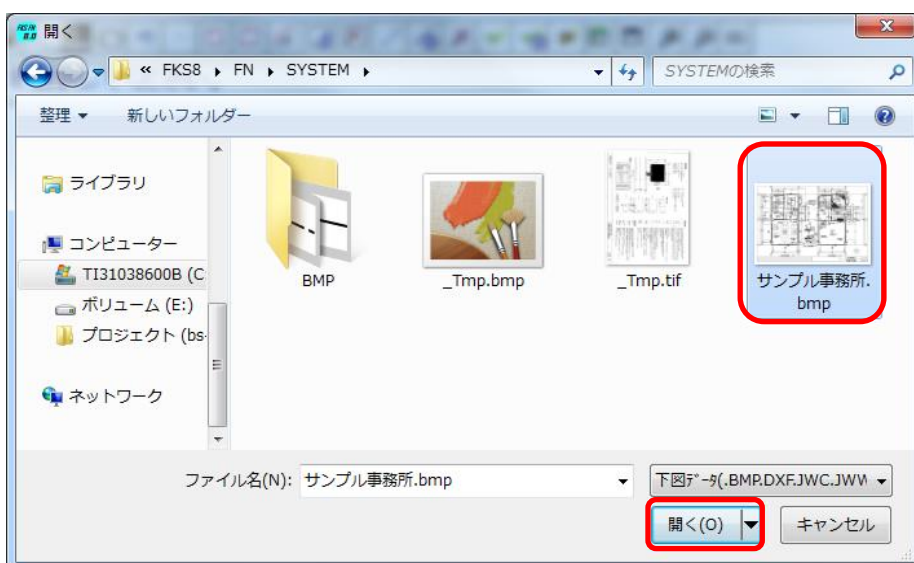 開く
« FKS8 ▸ FN ▸ SYSTEM ▸
SYSTEMの検索
整理 ▼ 新しいフォルダー
ライブラリ
コンピューター
TI31038600B (C
ボリューム (E:)
プロジェクト (bs-
ネットワーク
BMP
_Tmp.bmp
_Tmp.tif
サンプル事務所.
bmp
ファイル名(N): サンプル事務所.bmp
下図ﾃﾞｰﾀ(.BMP.DXF.JWC.JWW
開く(O)
キャンセル